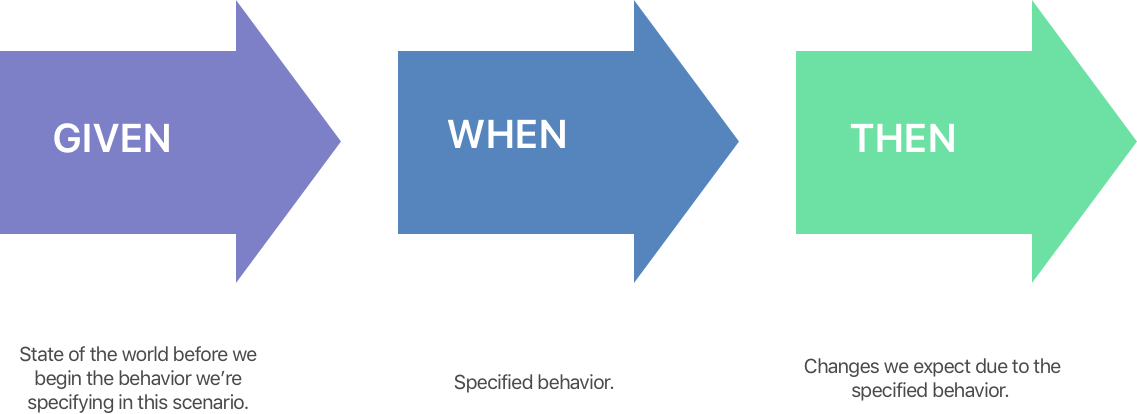 GIVEN
WHEN
THEN
State of the world before we
begin the behavior we’re
specifying in this scenario.
Specified behavior.
Changes we expect due to the
specified behavior.